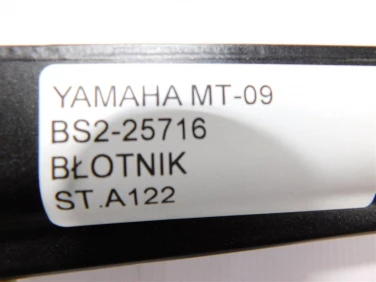 YAMAHA MT-09
BS2-25716
BŁOTNIK
ST.A122